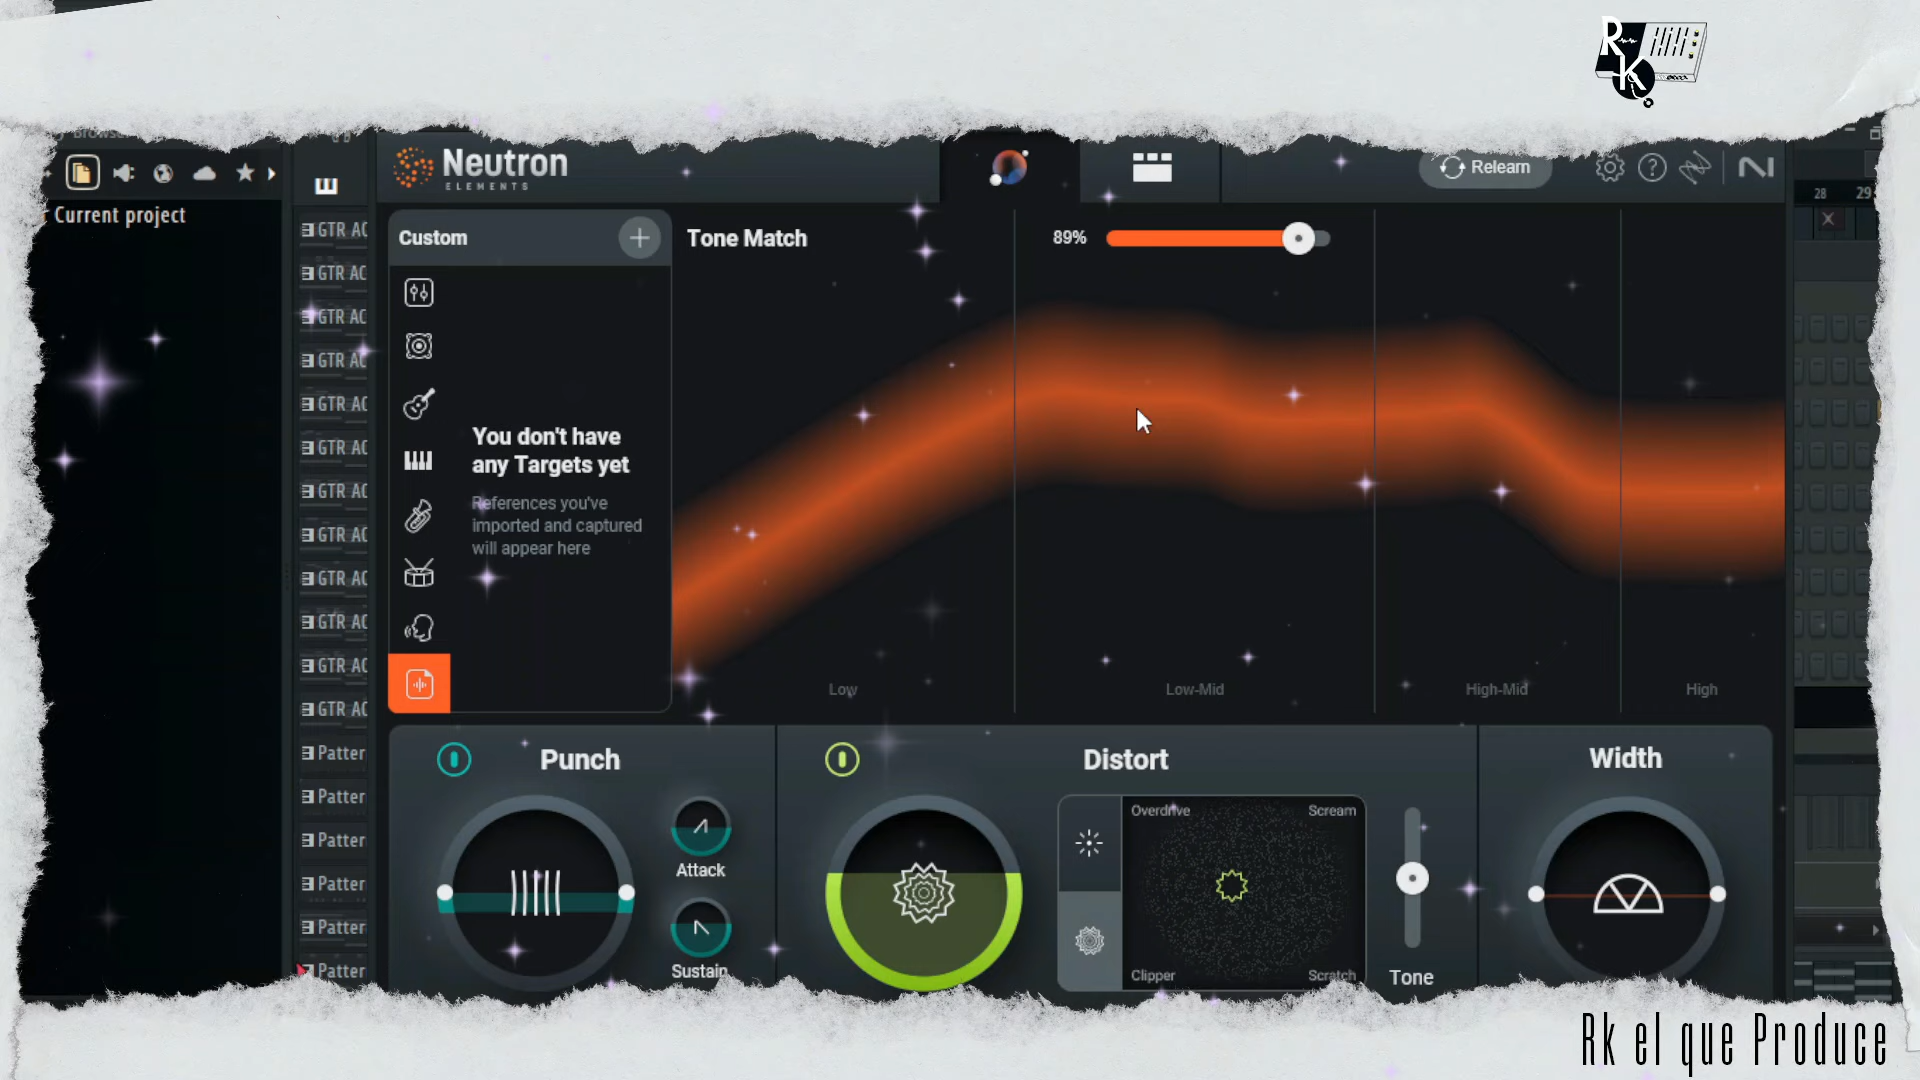 RK
Neutron
ELEMENTS
Relearn
Current project
28 29
Custom
Tone Match
89%
GTR AC
GTR AC
GTR AC
GTR AC
GTR AC
GTR AC
GTR AC
GTR AC
GTR AC
GTR AC
GTR AC
GTR AC
Patter
Patter
Patter
Patter
Patter
Patter
You don't have
any Targets yet
References you've
imported and captured
will appear here
Low
Low-Mid
High-Mid
High
Punch
Attack
Sustain
Distort
Overdrive
Scream
Clipper
Scratch
Tone
Width
Rk el que Produce